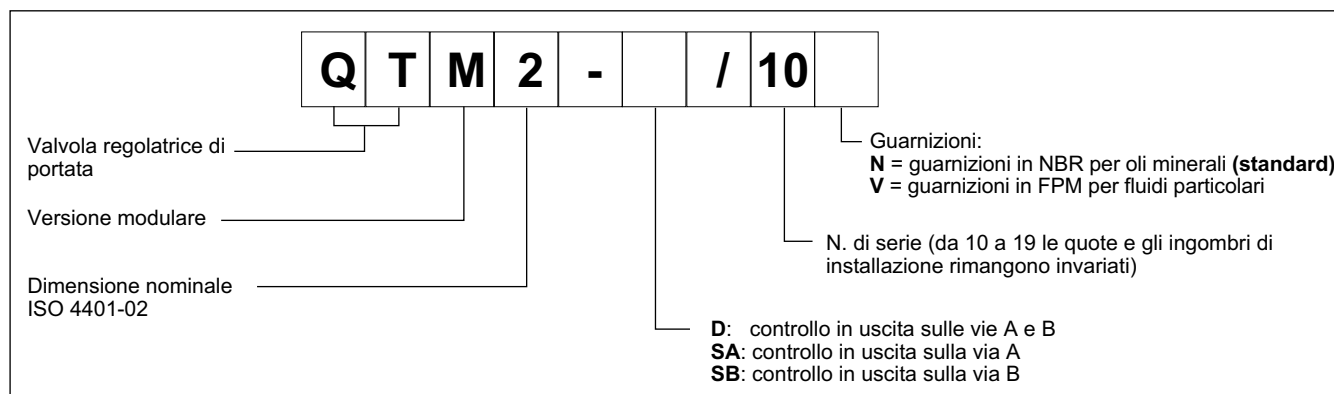 QTM2 - / 10
Valvola regolatrice di
portata
Versione modulare
Dimensione nominale
ISO 4401-02
Guarnizioni:
N = guarnizioni in NBR per oli minerali (standard)
V = guarnizioni in FPM per fluidi particolari
N. di serie (da 10 a 19 le quote e gli ingombri di
installazione rimangono invariati)
D: controllo in uscita sulle vie A e B
SA: controllo in uscita sulla via A
SB: controllo in uscita sulla via B